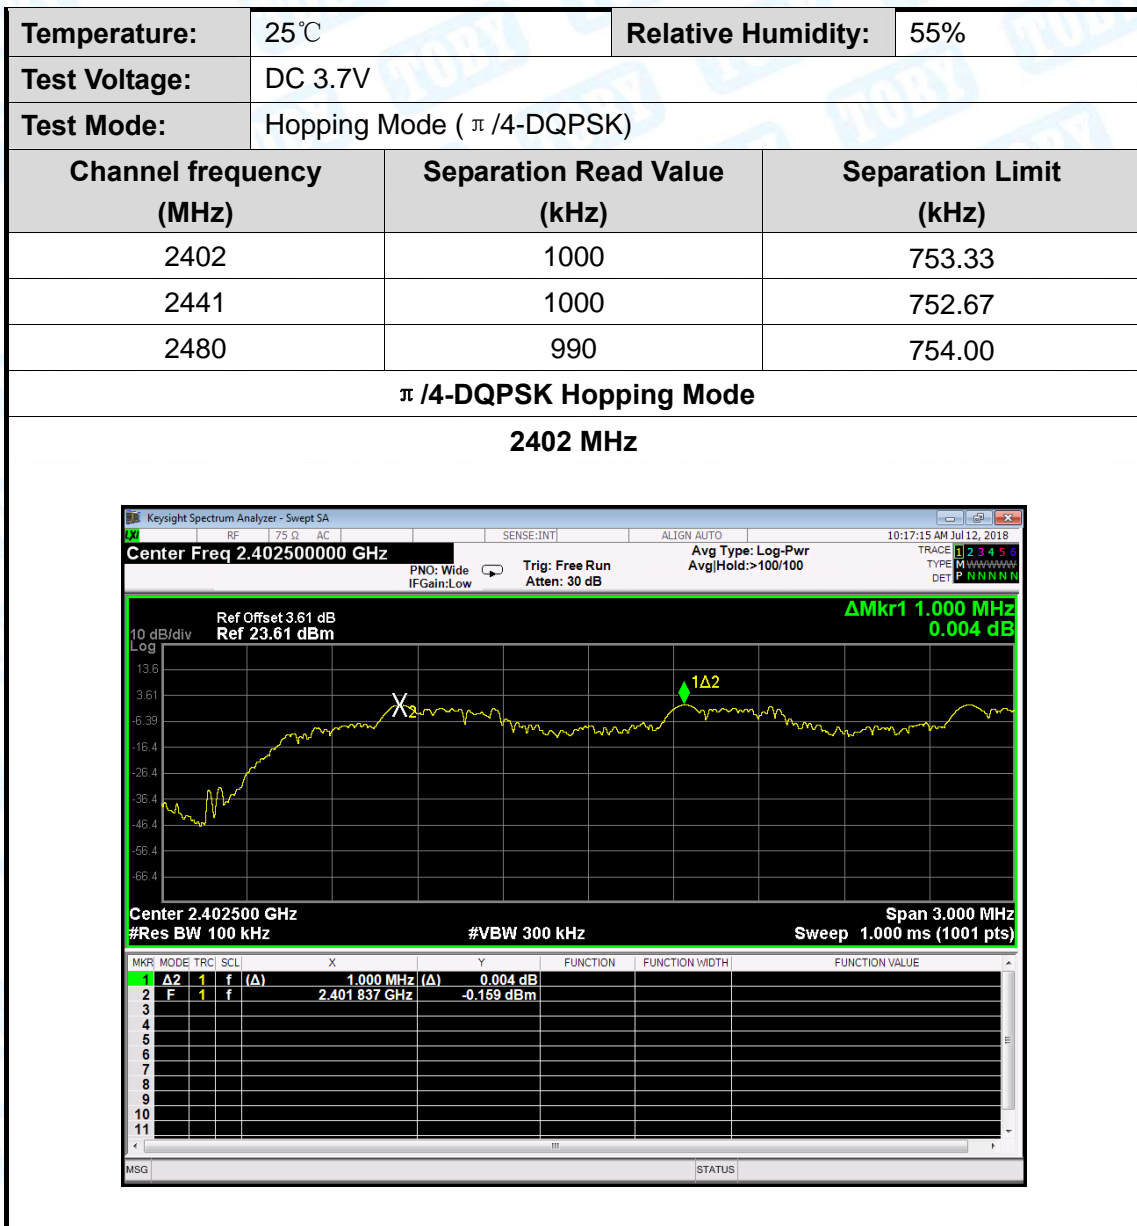 Temperature: 25℃ Relative Humidity: 55%
Test Voltage: DC 3.7V
Test Mode: Hopping Mode (π/4-DQPSK)
Channel frequency (MHz) Separation Read Value (kHz) Separation Limit (kHz)
2402 1000 753.33
2441 1000 752.67
2480 990 754.00
π/4-DQPSK Hopping Mode
2402 MHz
Keysight Spectrum Analyzer - Swept SA
LXI RF 75 Ω AC SENSE:INT ALIGN AUTO 10:17:15 AM Jul 12, 2018
Center Freq 2.402500000 GHz
PNO: Wide
IFGain:Low
Trig: Free Run
Atten: 30 dB
Avg Type: Log-Pwr
Avg|Hold:>100/100
TRACE 1 2 3 4 5 6
TYPE M W W W W W
DET P N N N N N
ΔMkr1 1.000 MHz
0.004 dB
Ref Offset 3.61 dB
10 dB/div Ref 23.61 dBm
Log
13.6
3.61
-6.39
-16.4
-26.4
-36.4
-46.4
-56.4
-66.4
X2
1Δ2
Center 2.402500 GHz Span 3.000 MHz
#Res BW 100 kHz #VBW 300 kHz Sweep 1.000 ms (1001 pts)
MKR MODE TRC SCL X Y FUNCTION FUNCTION WIDTH FUNCTION VALUE
1 Δ2 1 f (Δ) 1.000 MHz (Δ) 0.004 dB
2 F 1 f 2.401 837 GHz -0.159 dBm
3
4
5
6
7
8
9
10
11
MSG STATUS
TOBY